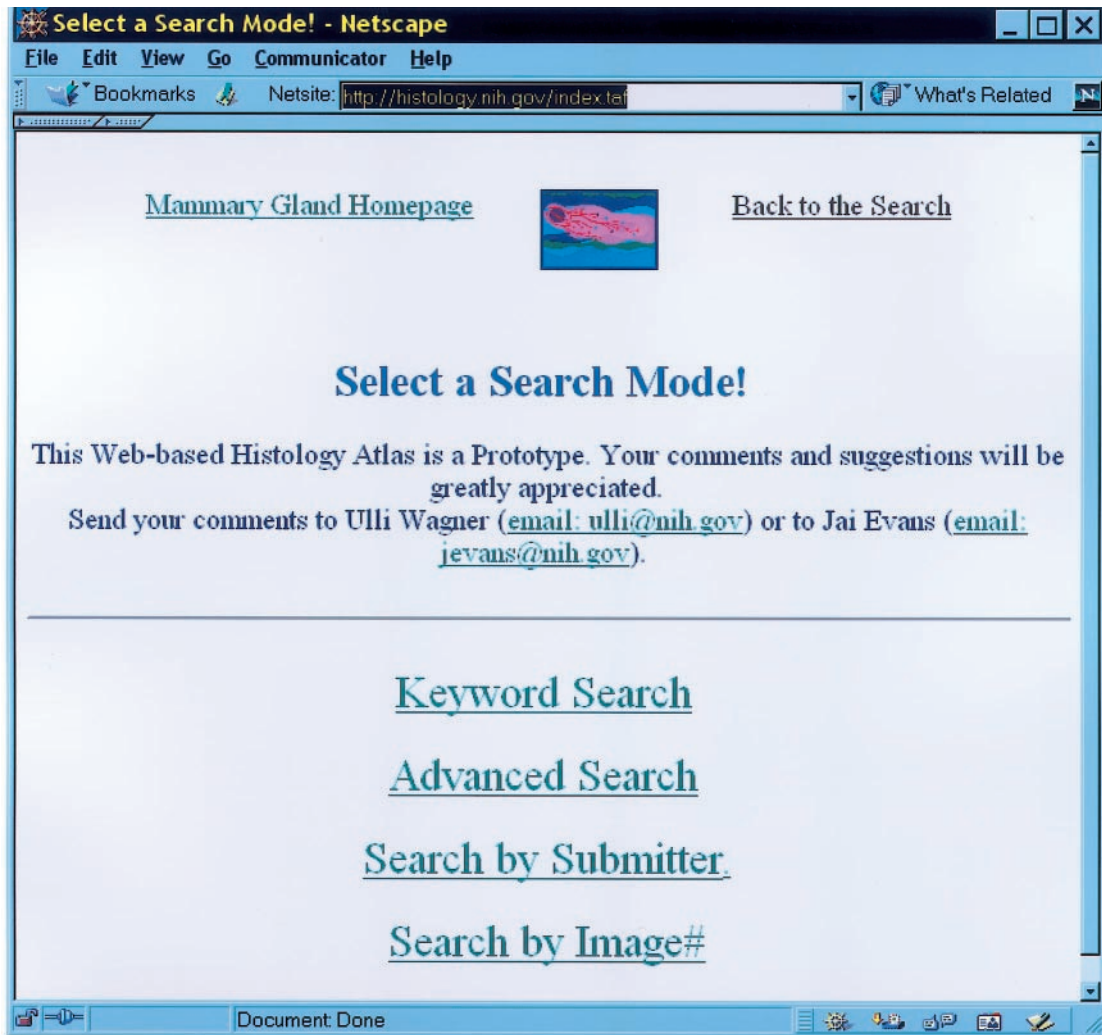 Select a Search Mode! - Netscape
File Edit View Go Communicator Help
Bookmarks Netsite: http://histology.nih.gov/index.taf What's Related N
Mammary Gland Homepage Back to the Search
Select a Search Mode!
This Web-based Histology Atlas is a Prototype. Your comments and suggestions will be
greatly appreciated.
Send your comments to Ulli Wagner (email: ulli@nih.gov) or to Jai Evans (email:
jevans@nih.gov).
Keyword Search
Advanced Search
Search by Submitter.
Search by Image#
Document: Done